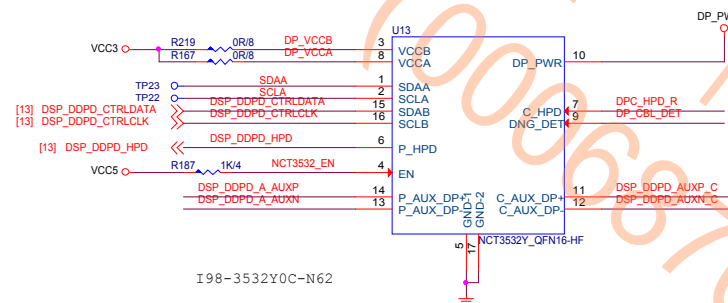 DP_PW
U13
VCC3 R219 0R/8 DP_VCCB 3 VCCB
R167 0R/8 DP_VCCA 8 VCCA DP_PWR 10
TP23 SDAA 1 SDAA
TP22 SCLA 2 SCLA
[13] DSP_DDPD_CTRLDATA DSP_DDPD_CTRLDATA 15 SDAB C_HPD 7 DPC_HPD_R
[13] DSP_DDPD_CTRLCLK DSP_DDPD_CTRLCLK 16 SCLB DNG_DET 9 DP_CBL_DET
[13] DSP_DDPD_HPD DSP_DDPD_HPD 6 P_HPD
VCC5 R187 1K/4 NCT3532_EN 4 EN
DSP_DDPD_A_AUXP 14 P_AUX_DP+ C_AUX_DP+ 11 DSP_DDPD_AUXP_C
DSP_DDPD_A_AUXN 13 P_AUX_DP- C_AUX_DP- 12 DSP_DDPD_AUXN_C
GND-1
GND-2
5
17
NCT3532Y_QFN16-HF
I98-3532Y0C-N62
(000687